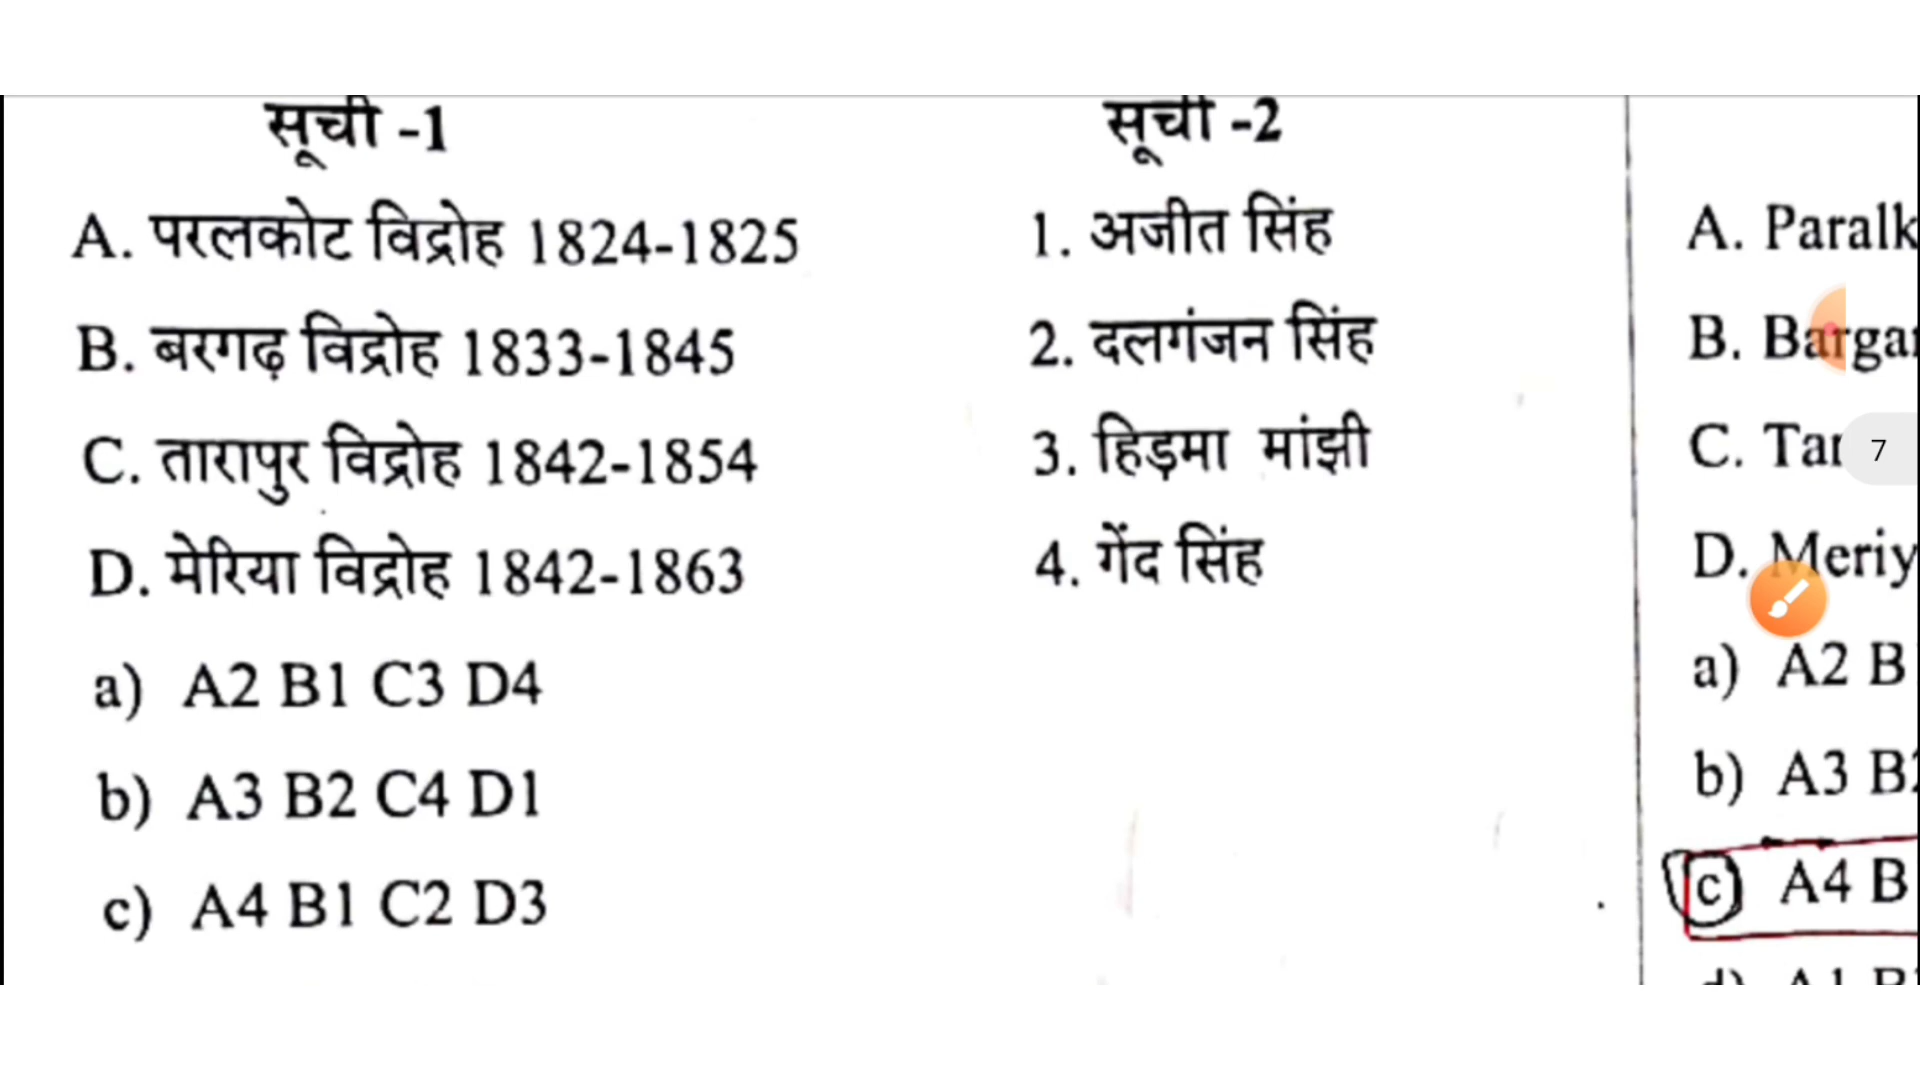 सूची -1
सूची -2
A. परलकोट विद्रोह 1824-1825
1. अजीत सिंह
B. बरगढ़ विद्रोह 1833-1845
2. दलगंजन सिंह
C. तारापुर विद्रोह 1842-1854
3. हिड़मा मांझी
D. मेरिया विद्रोह 1842-1863
4. गेंद सिंह
a) A2 B1 C3 D4
b) A3 B2 C4 D1
c) A4 B1 C2 D3
A. Paralk
B. Bargar
C. Tar
7
D. Meriy
a) A2 B
b) A3 B2
c) A4 B